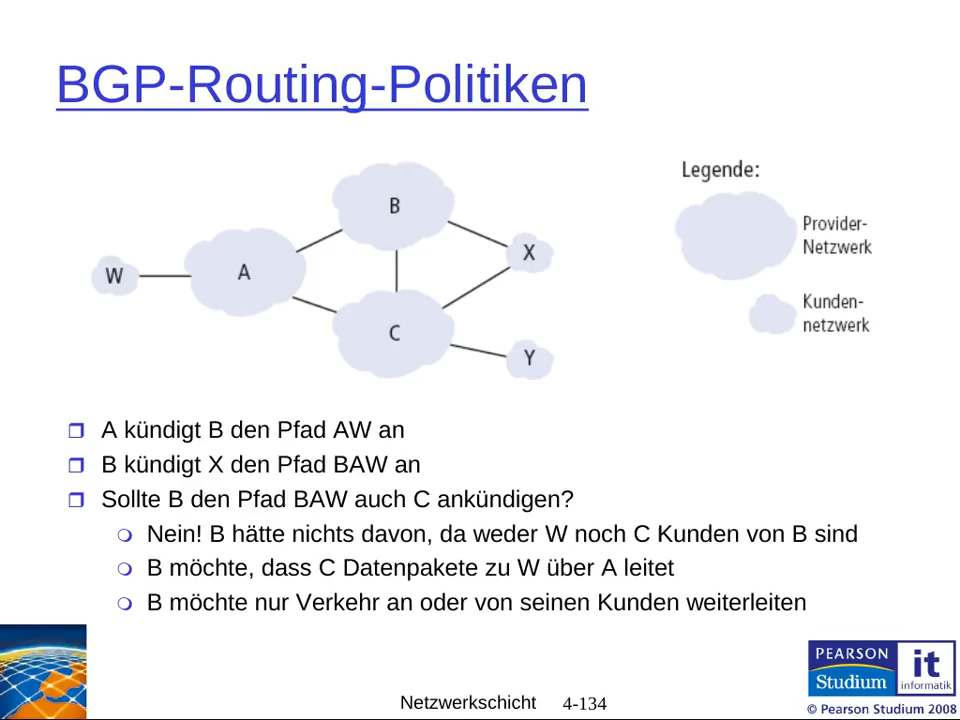 BGP-Routing-Politiken
Legende:
B
Provider-
Netzwerk
X
A
W
Kunden-
netzwerk
C
Y
A kündigt B den Pfad AW an
B kündigt X den Pfad BAW an
Sollte B den Pfad BAW auch C ankündigen?
Nein! B hätte nichts davon, da weder W noch C Kunden von B sind
B möchte, dass C Datenpakete zu W über A leitet
B möchte nur Verkehr an oder von seinen Kunden weiterleiten
PEARSON
Studium
it
informatik
Netzwerkschicht 4-134
© Pearson Studium 2008